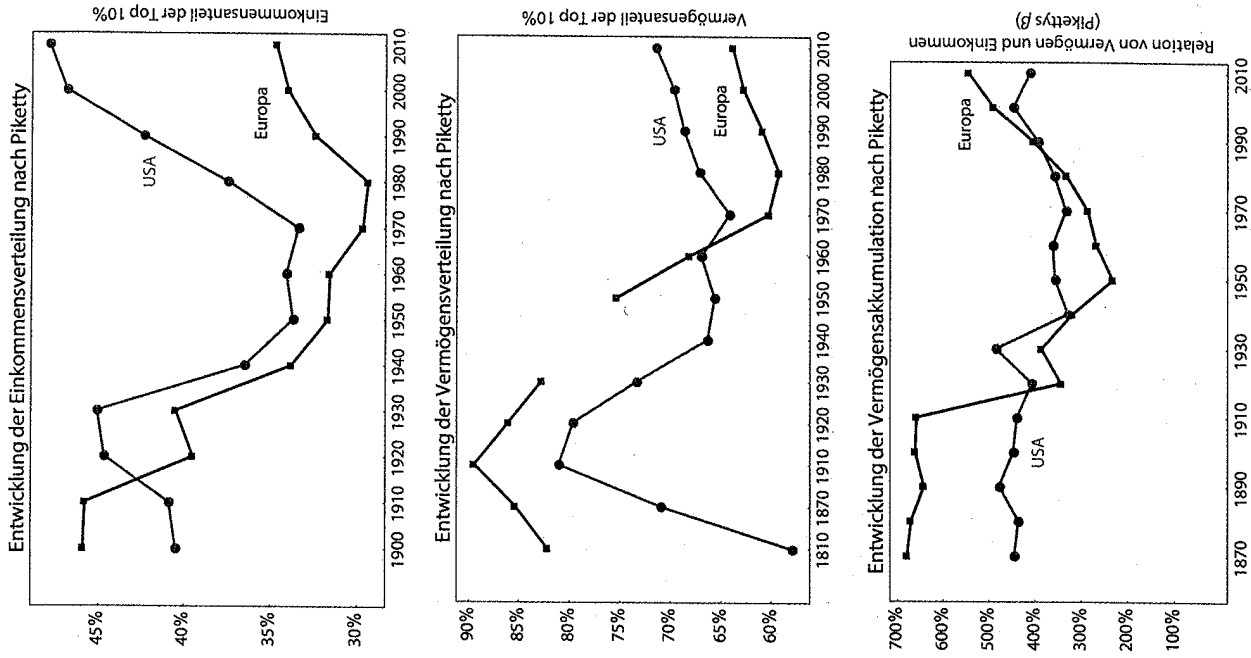 Entwicklung der Einkommensverteilung nach Piketty
Einkommensanteil der Top 10%
45%
40%
35%
30%
USA
Europa
1900 1910 1920 1930 1940 1950 1960 1970 1980 1990 2000 2010
Entwicklung der Vermögensverteilung nach Piketty
Vermögensanteil der Top 10%
90%
85%
80%
75%
70%
65%
60%
USA
Europa
1810 1870 1910 1920 1930 1940 1950 1960 1970 1980 1990 2000 2010
Entwicklung der Vermögensakkumulation nach Piketty
Relation von Vermögen und Einkommen
(Pikettys β)
700%
600%
500%
400%
300%
200%
100%
Europa
USA
1870 1890 1910 1930 1950 1970 1990 2010